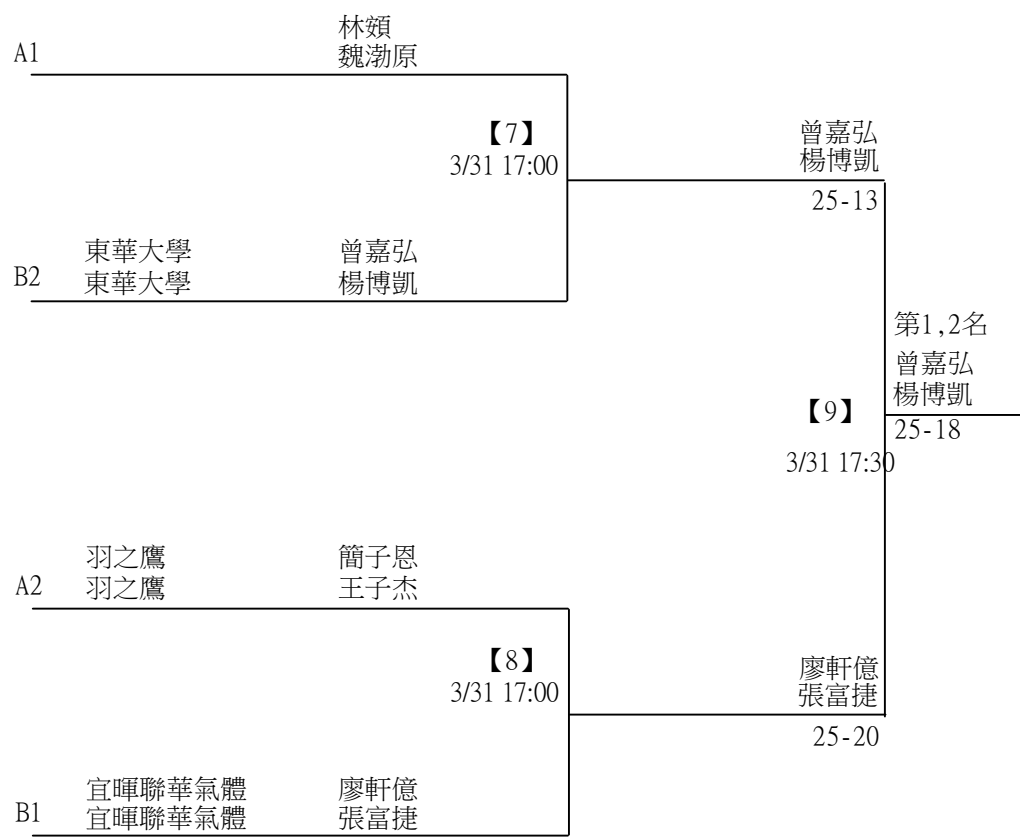 林熲
魏渤原
A1
【7】
3/31 17:00
曾嘉弘
楊博凱
25-13
東華大學 曾嘉弘
B2 東華大學 楊博凱
第1,2名
曾嘉弘
楊博凱
【9】
25-18
3/31 17:30
羽之鷹 簡子恩
A2 羽之鷹 王子杰
【8】
3/31 17:00
廖軒億
張富捷
25-20
宜暉聯華氣體 廖軒億
B1 宜暉聯華氣體 張富捷